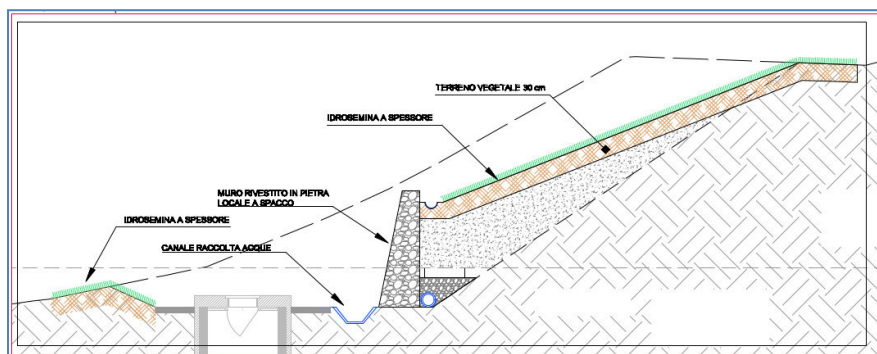 TERRENO VEGETALE 30 cm
IDROSEMINA A SPESSORE
MURO RIVESTITO IN PIETRA
LOCALE A SPACCO
IDROSEMINA A SPESSORE
CANALE RACCOLTA ACQUE